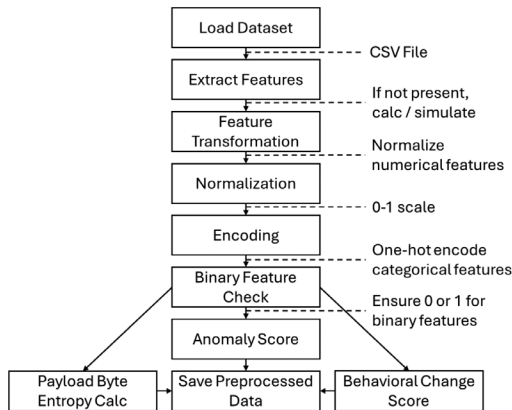 Load Dataset
CSV File
Extract Features
If not present,
calc / simulate
Feature
Transformation
Normalize
numerical features
Normalization
0-1 scale
Encoding
One-hot encode
categorical features
Binary Feature
Check
Ensure 0 or 1 for
binary features
Anomaly Score
Payload Byte
Entropy Calc
Save Preprocessed
Data
Behavioral Change
Score